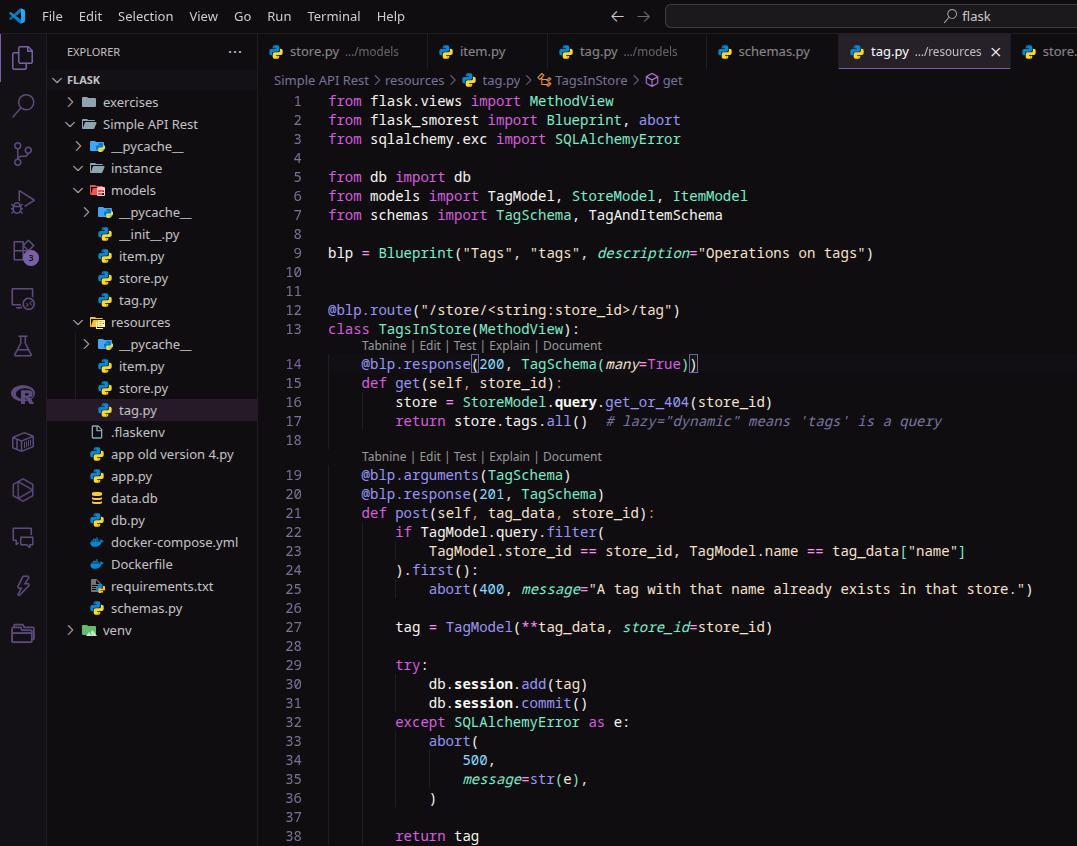 File Edit Selection View Go Run Terminal Help
flask
EXPLORER ...
FLASK
exercises
Simple API Rest
__pycache__
instance
models
__pycache__
__init__.py
item.py
store.py
tag.py
resources
__pycache__
item.py
store.py
tag.py
.flaskenv
app old version 4.py
app.py
data.db
db.py
docker-compose.yml
Dockerfile
requirements.txt
schemas.py
venv
3
store.py .../models item.py tag.py .../models schemas.py tag.py .../resources store.
Simple API Rest > resources > tag.py > TagsInStore > get
1 from flask.views import MethodView
2 from flask_smorest import Blueprint, abort
3 from sqlalchemy.exc import SQLAlchemyError
4
5 from db import db
6 from models import TagModel, StoreModel, ItemModel
7 from schemas import TagSchema, TagAndItemSchema
8
9 blp = Blueprint("Tags", "tags", description="Operations on tags")
10
11
12 @blp.route("/store/<string:store_id>/tag")
13 class TagsInStore(MethodView):
Tabnine | Edit | Test | Explain | Document
14 @blp.response(200, TagSchema(many=True))
15 def get(self, store_id):
16 store = StoreModel.query.get_or_404(store_id)
17 return store.tags.all() # lazy="dynamic" means 'tags' is a query
18
Tabnine | Edit | Test | Explain | Document
19 @blp.arguments(TagSchema)
20 @blp.response(201, TagSchema)
21 def post(self, tag_data, store_id):
22 if TagModel.query.filter(
23 TagModel.store_id == store_id, TagModel.name == tag_data["name"]
24 ).first():
25 abort(400, message="A tag with that name already exists in that store.")
26
27 tag = TagModel(**tag_data, store_id=store_id)
28
29 try:
30 db.session.add(tag)
31 db.session.commit()
32 except SQLAlchemyError as e:
33 abort(
34 500,
35 message=str(e),
36 )
37
38 return tag